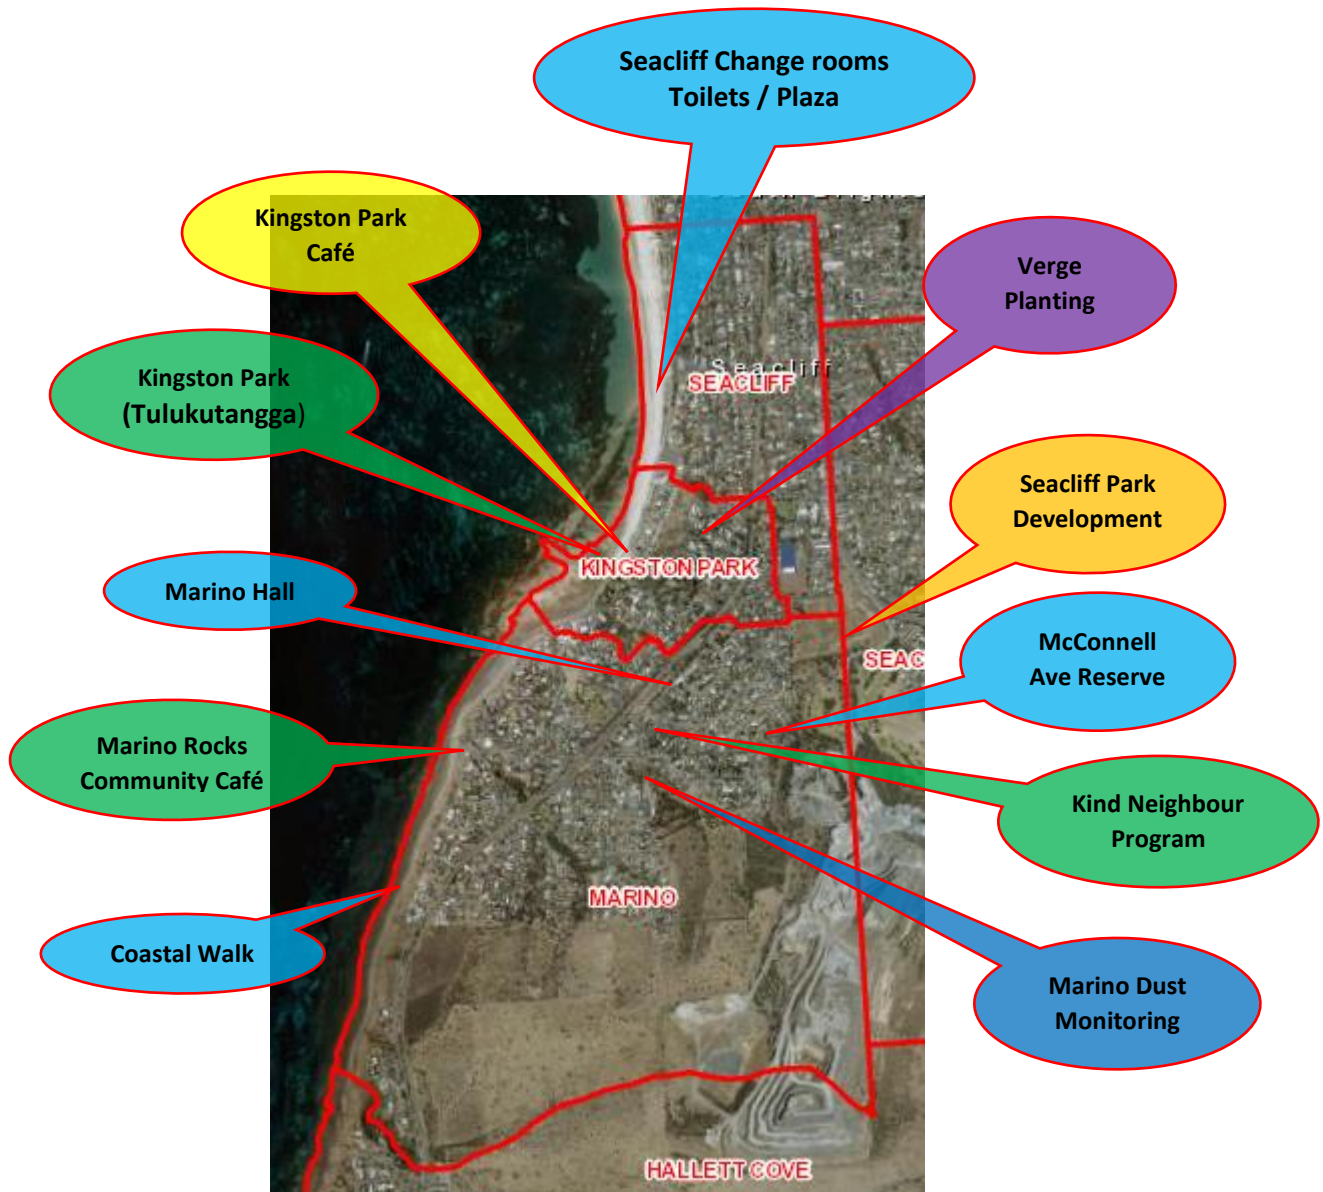 Seacliff Change rooms
Toilets / Plaza
Kingston Park
Café
Verge
Planting
Kingston Park
(Tulukutangga)
Seacliff
SEACLIFF
Seacliff Park
Development
KINGSTON PARK
Marino Hall
McConnell
Ave Reserve
SEAC
Marino Rocks
Community Café
Kind Neighbour
Program
MARINO
Coastal Walk
Marino Dust
Monitoring
HALLETT COVE